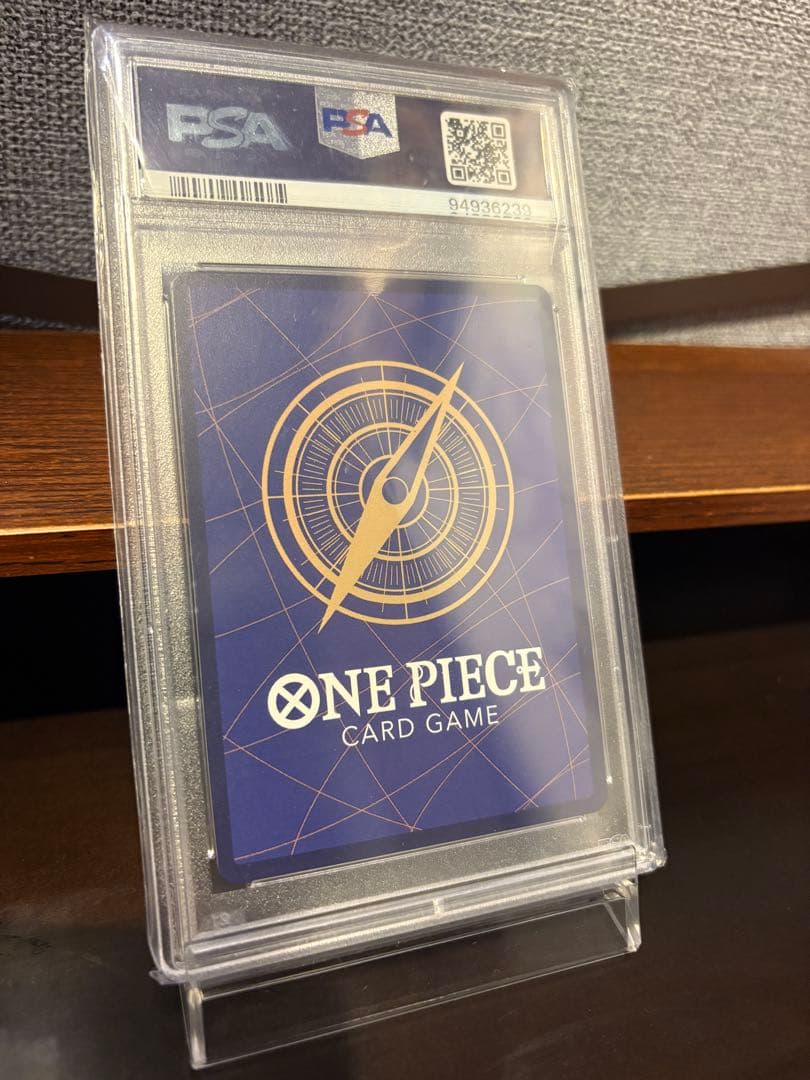 PSA
PSA
94936239
ONE PIECE
CARD GAME